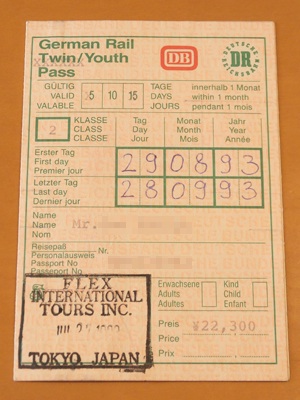 German Rail
Twin/Youth
Pass
DB
DEUTSCHE
DR
REICHSBAHN
GÜLTIG
VALID
VALABLE
5 10 15
TAGE
DAYS
JOURS
innerhalb 1 Monat
within 1 month
pendant 1 mois
2
KLASSE
CLASS
CLASSE
Tag
Day
Jour
Monat
Month
Mois
Jahr
Year
Année
Erster Tag
First day
Premier jour
290893
Letzter Tag
Last day
Dernier jour
280993
Name
Name
Nom
Mr.
Reisepaß
Personalausweis Nr.
Passport No
Passeport No
Erwachsene
Adults
Adultes
Kind
Child
Enfant
FLEX
INTERNATIONAL
TOURS INC.
TOKYO JAPAN
Preis
Price
Prix
¥22,300